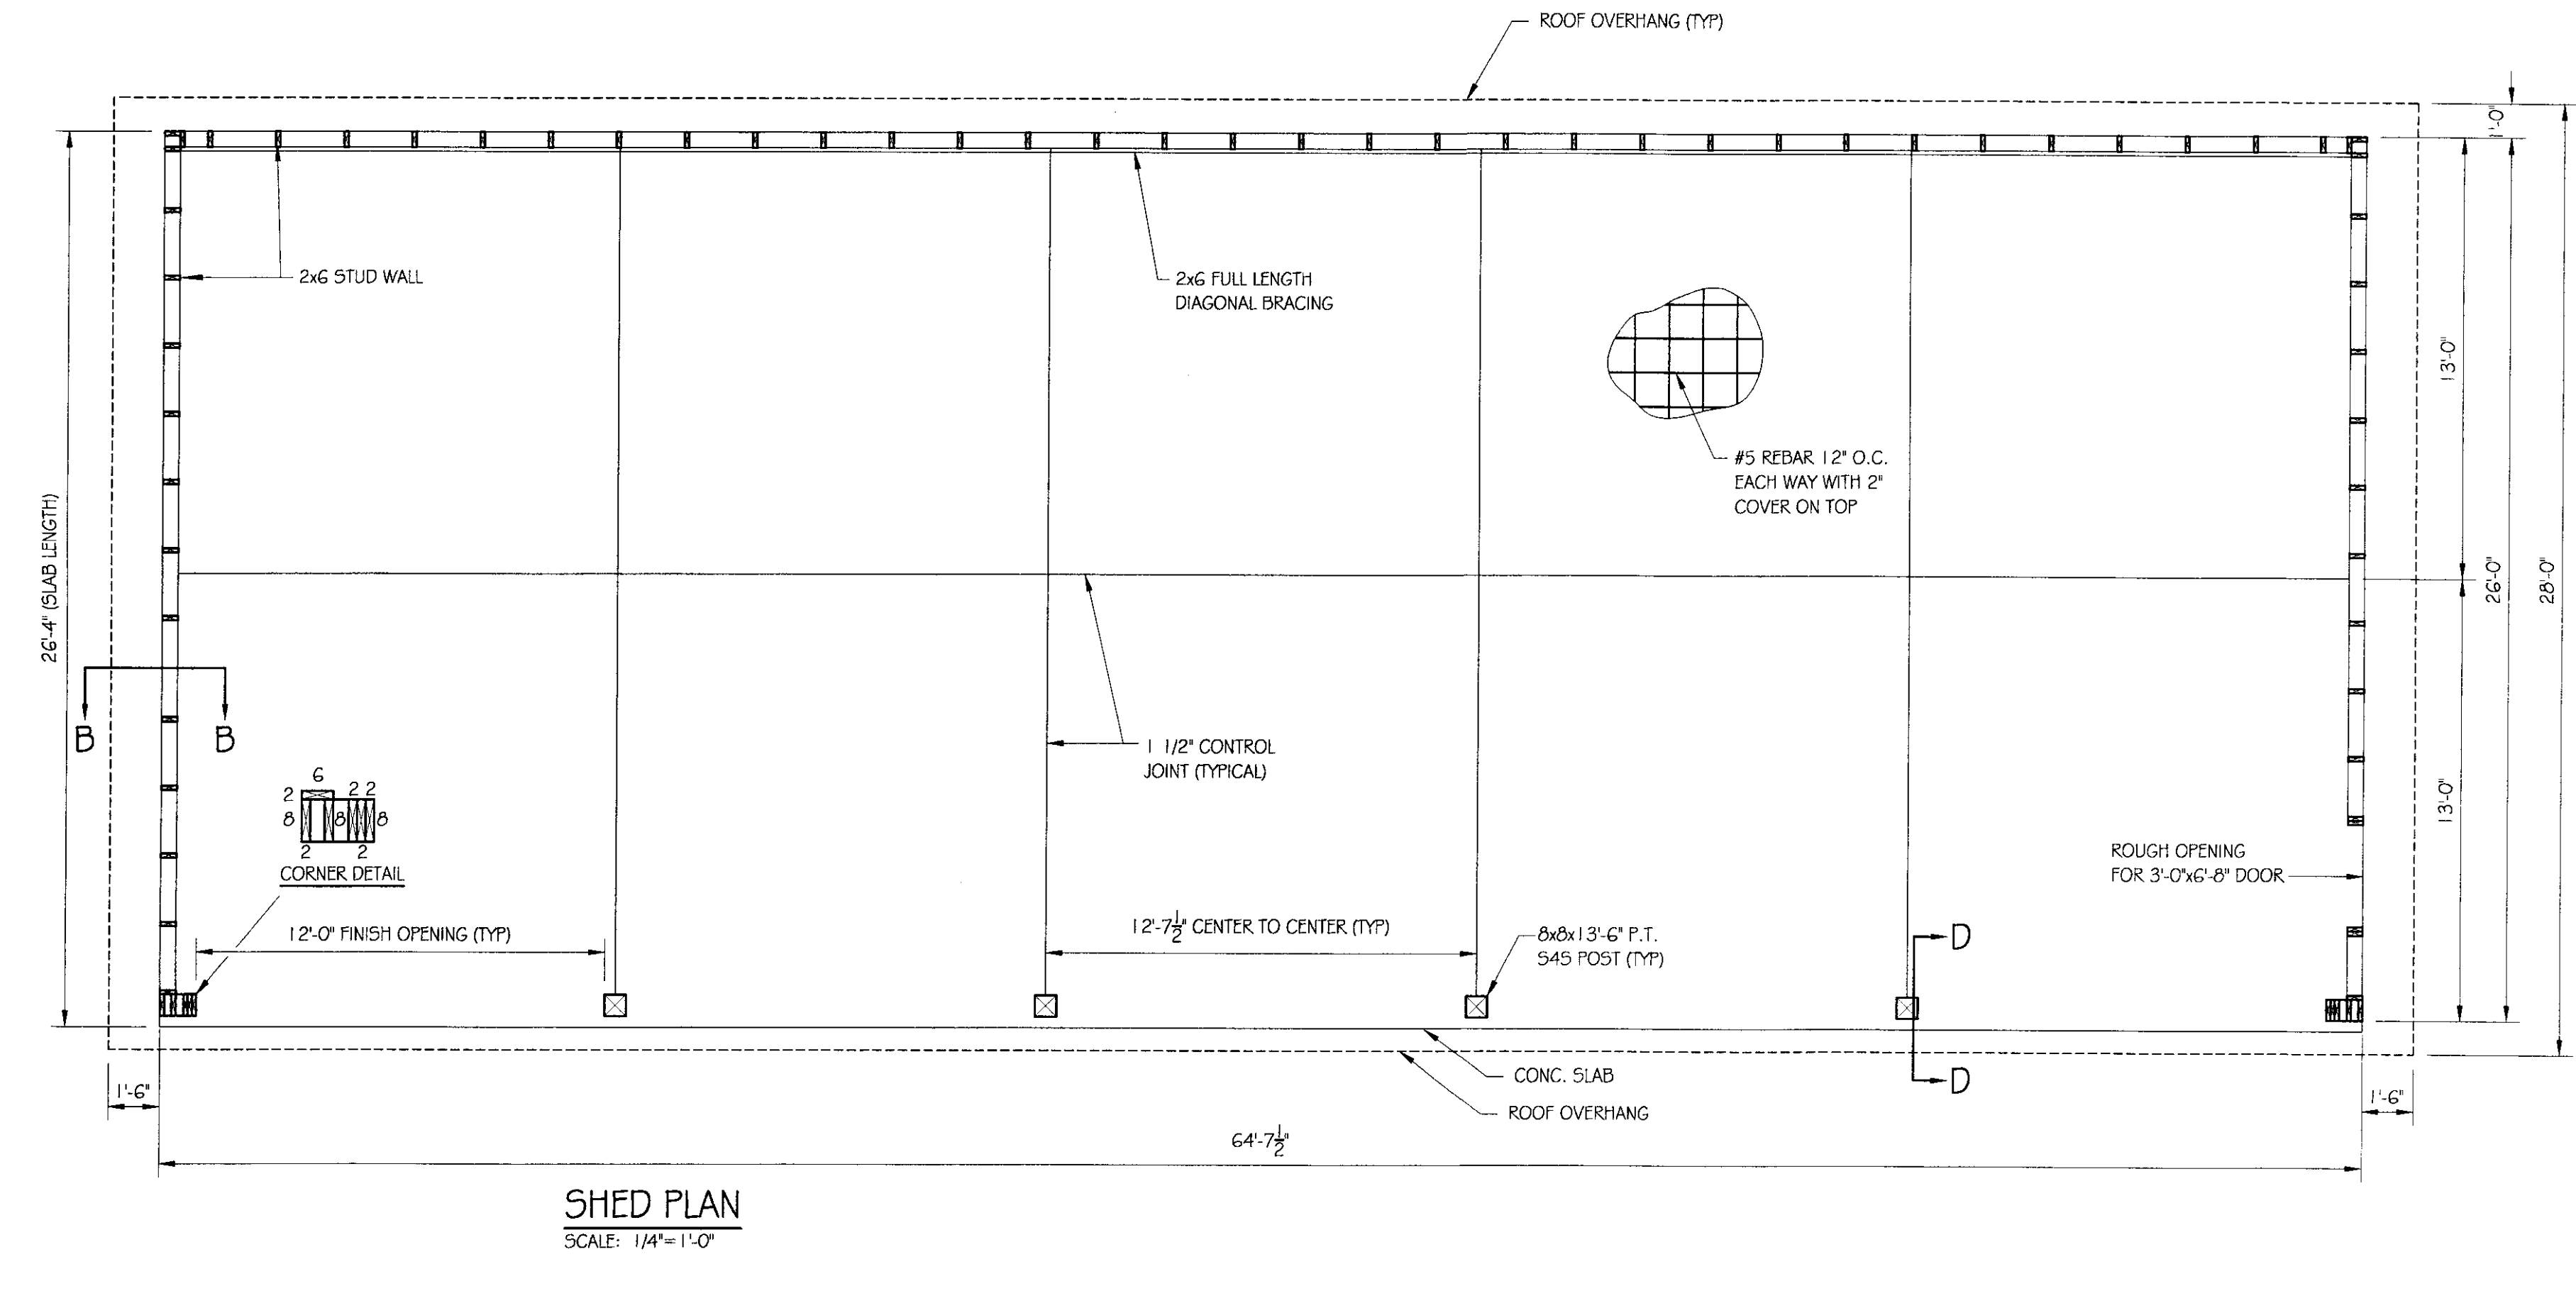 ROOF OVERHANG (TYP)
1'-0"
2x6 STUD WALL
2x6 FULL LENGTH
DIAGONAL BRACING
13'-0"
#5 REBAR 12" O.C.
EACH WAY WITH 2"
COVER ON TOP
26'-4" (SLAB LENGTH)
26'-0"
28'-0"
B
B
1 1/2" CONTROL
JOINT (TYPICAL)
6
2
2 2
8
8
8
2
2
CORNER DETAIL
13'-0"
ROUGH OPENING
FOR 3'-0"x6'-8" DOOR
12'-0" FINISH OPENING (TYP)
12'-7 1/2" CENTER TO CENTER (TYP)
8x8x13'-6" P.T.
S4S POST (TYP)
D
D
CONC. SLAB
ROOF OVERHANG
1'-6"
1'-6"
64'-7 1/2"
SHED PLAN
SCALE: 1/4"=1'-0"